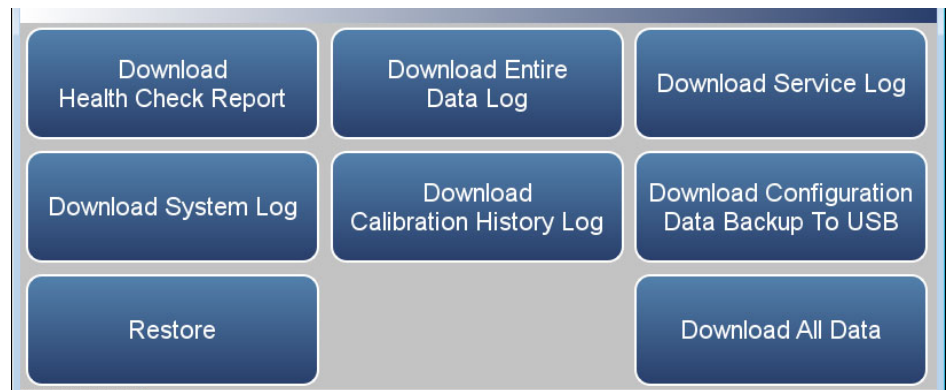 Download
Health Check Report
Download Entire
Data Log
Download Service Log
Download System Log
Download
Calibration History Log
Download Configuration
Data Backup To USB
Restore
Download All Data